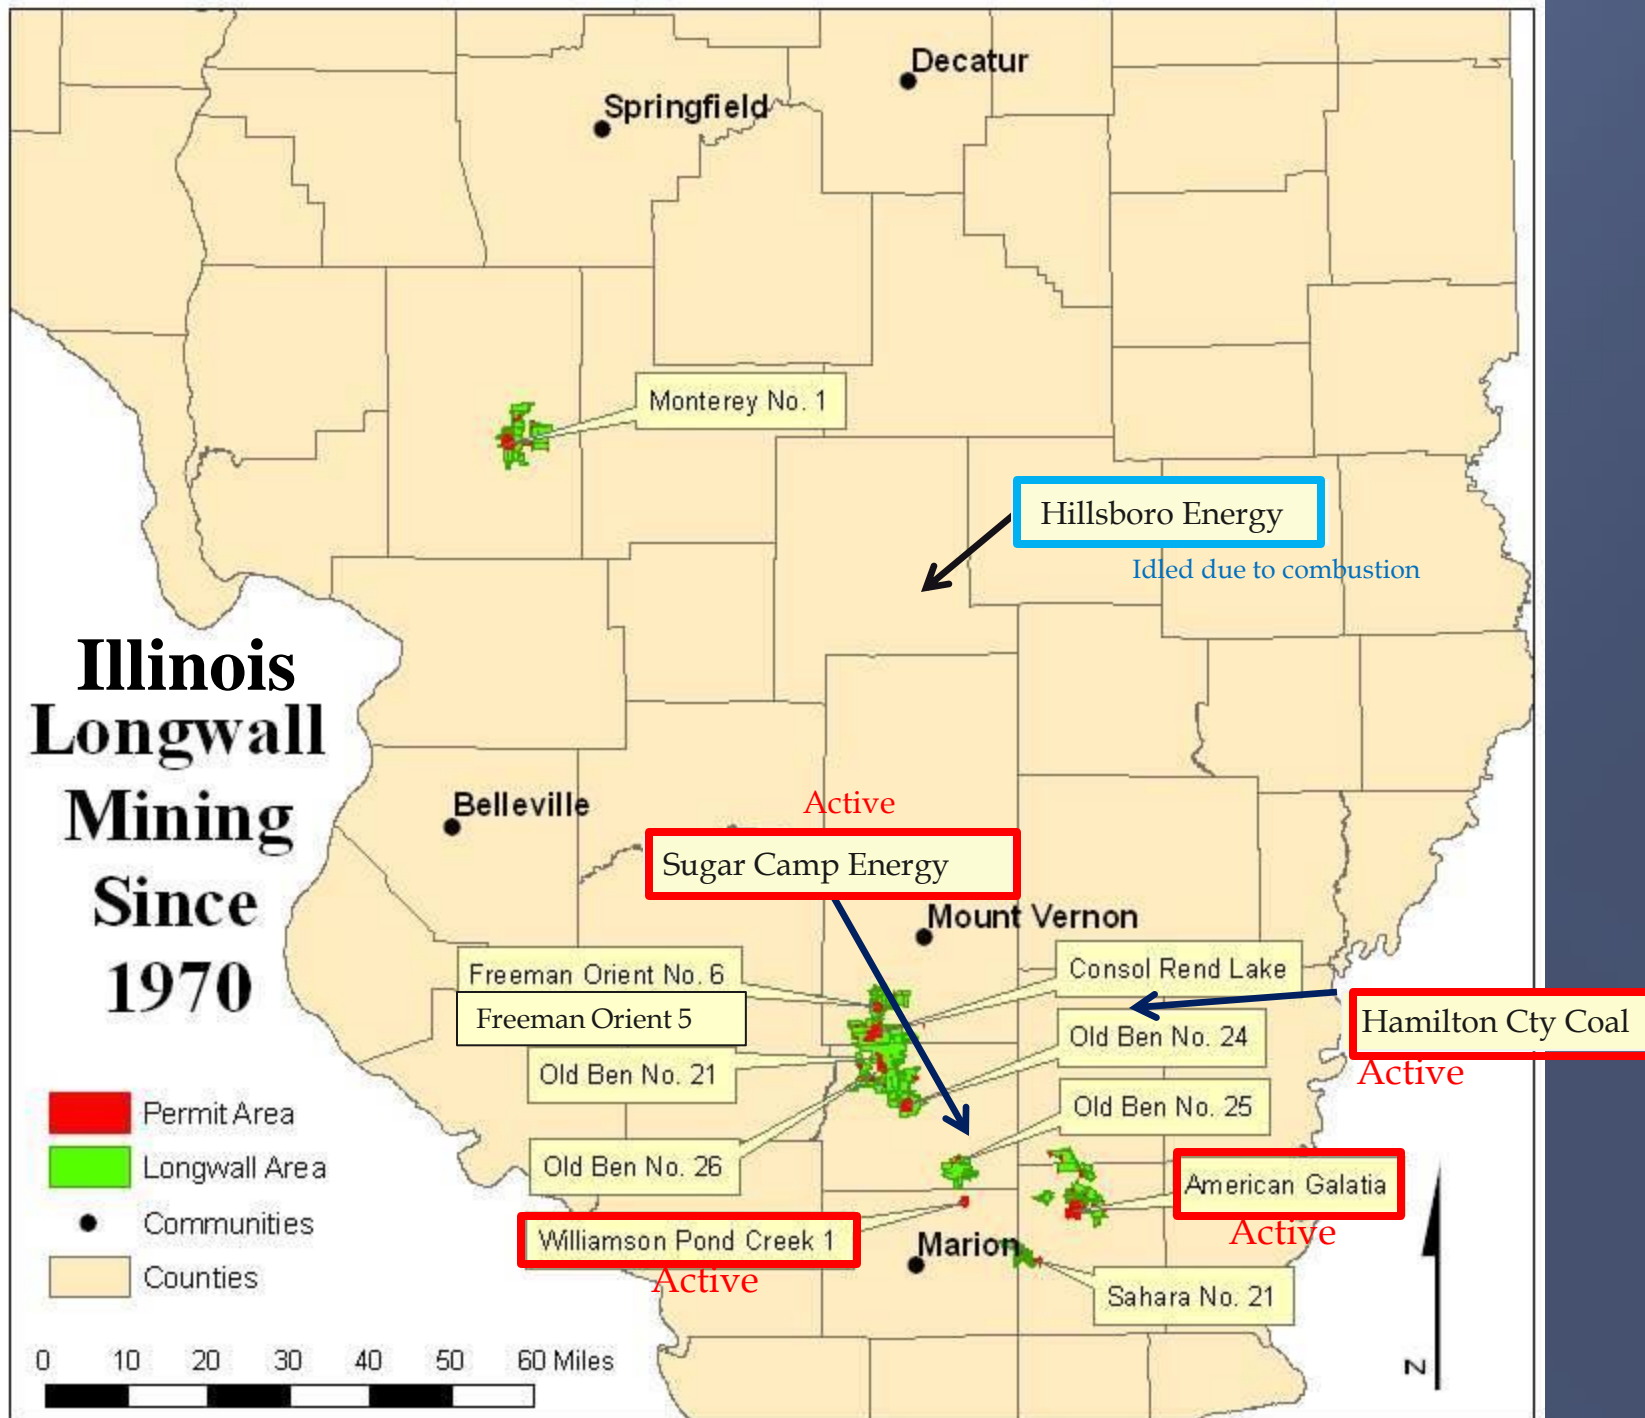 Decatur
Springfield
Monterey No. 1
Hillsboro Energy
Idled due to combustion
Illinois
Longwall
Mining
Since
1970
Belleville
Active
Sugar Camp Energy
Mount Vernon
Freeman Orient No. 6
Consol Rend Lake
Freeman Orient 5
Hamilton Cty Coal
Active
Old Ben No. 24
Old Ben No. 21
Old Ben No. 25
Old Ben No. 26
American Galatia
Active
Williamson Pond Creek 1
Active
Marion
Sahara No. 21
Permit Area
Longwall Area
Communities
Counties
0 10 20 30 40 50 60 Miles
N